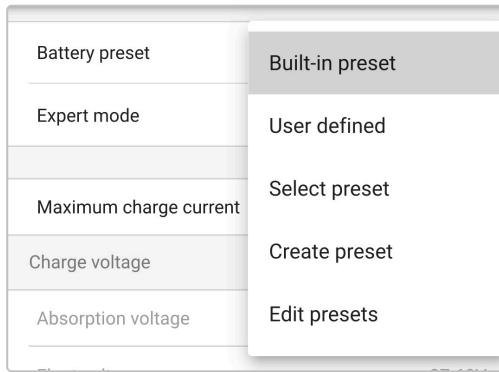 Battery preset
Built-in preset
Expert mode
User defined
Select preset
Maximum charge current
Create preset
Charge voltage
Absorption voltage
Edit presets